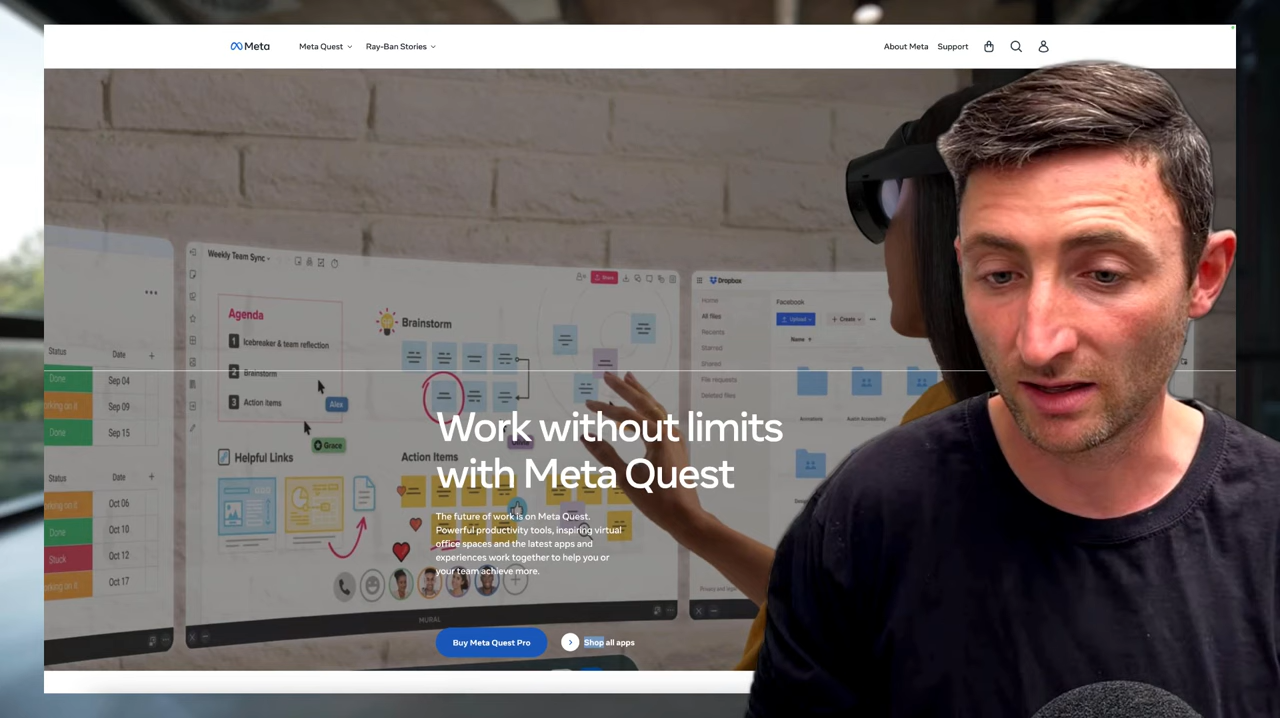 Meta
Meta Quest
Ray-Ban Stories
About Meta
Support
Weekly Team Sync
Share
Agenda
1 Icebreaker & team reflection
2 Brainstorm
3 Action items
Alex
Grace
Brainstorm
Helpful Links
Action Items
MURAL
Status Date
Done Sep 04
Sep 09
Done Sep 15
Status Date
Oct 06
Done Oct 10
Stuck Oct 12
Oct 17
Dropbox
Home
All files
Recents
Starred
Shared
File requests
Deleted files
Facebook
Upload
Create
Name
Animations
Work without limits
with Meta Quest
The future of work is on Meta Quest.
Powerful productivity tools, inspiring virtual
office spaces and the latest apps and
experiences work together to help you or
your team achieve more.
Buy Meta Quest Pro
Shop all apps